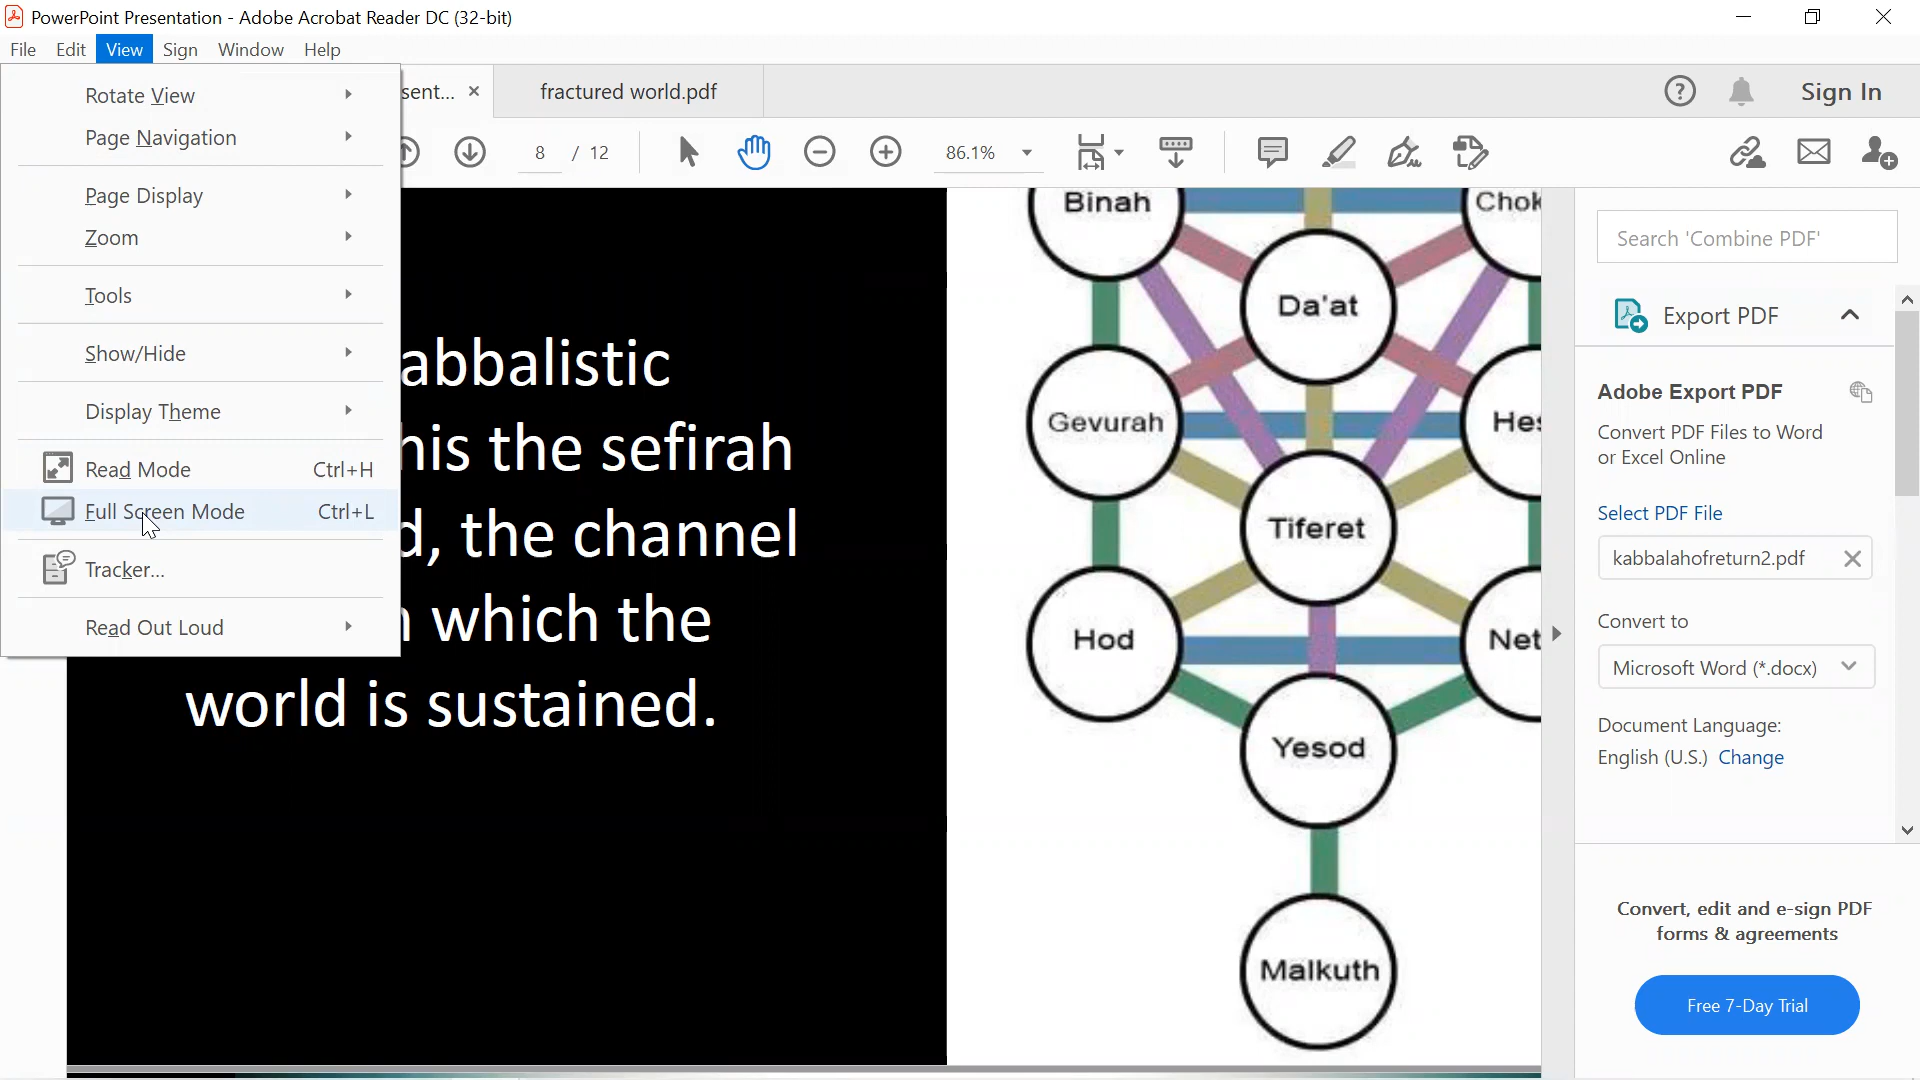 PowerPoint Presentation - Adobe Acrobat Reader DC (32-bit)
File Edit View Sign Window Help
sent... fractured world.pdf Sign In
8 / 12 86.1%
Rotate View
Page Navigation
Page Display
Zoom
Tools
Show/Hide
Display Theme
Read Mode Ctrl+H
Full Screen Mode Ctrl+L
Tracker...
Read Out Loud
abbalistic
his the sefirah
d, the channel
which the
world is sustained.
Binah
Chok
Da'at
Gevurah
Hes
Tiferet
Hod
Net
Yesod
Malkuth
Search 'Combine PDF'
Export PDF
Adobe Export PDF
Convert PDF Files to Word
or Excel Online
Select PDF File
kabbalahofreturn2.pdf
Convert to
Microsoft Word (*.docx)
Document Language:
English (U.S.) Change
Convert, edit and e-sign PDF
forms & agreements
Free 7-Day Trial